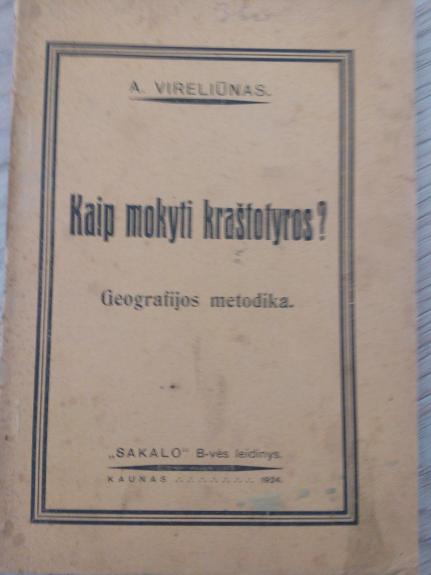 A. VIRELIŪNAS.
Kaip mokyti kraštotyros?
Geografijos metodika.
„SAKALO" B-vės leidinys.
KAUNAS 1924.